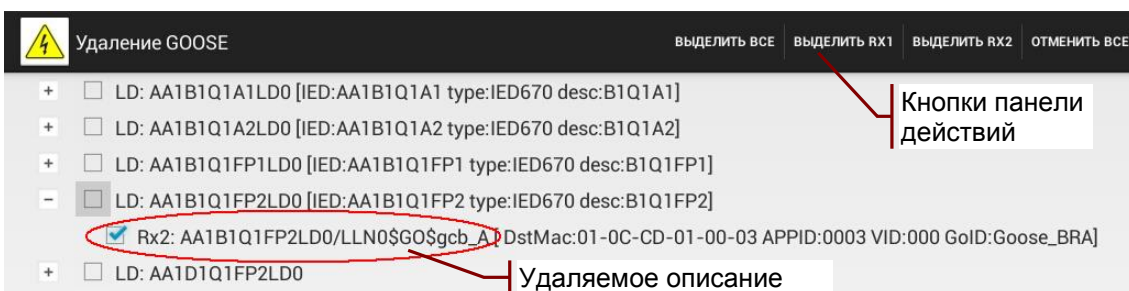 Удаление GOOSE ВЫДЕЛИТЬ ВСЕ ВЫДЕЛИТЬ RX1 ВЫДЕЛИТЬ RX2 ОТМЕНИТЬ ВСЕ
+ LD: AA1B1Q1A1LD0 [IED:AA1B1Q1A1 type:IED670 desc:B1Q1A1]
Кнопки панели
действий
+ LD: AA1B1Q1A2LD0 [IED:AA1B1Q1A2 type:IED670 desc:B1Q1A2]
+ LD: AA1B1Q1FP1LD0 [IED:AA1B1Q1FP1 type:IED670 desc:B1Q1FP1]
− LD: AA1B1Q1FP2LD0 [IED:AA1B1Q1FP2 type:IED670 desc:B1Q1FP2]
Rx2: AA1B1Q1FP2LD0/LLN0$GO$gcb_A [ DstMac:01-0C-CD-01-00-03 APPID:0003 VID:000 GoID:Goose_BRA]
+ LD: AA1D1Q1FP2LD0
Удаляемое описание